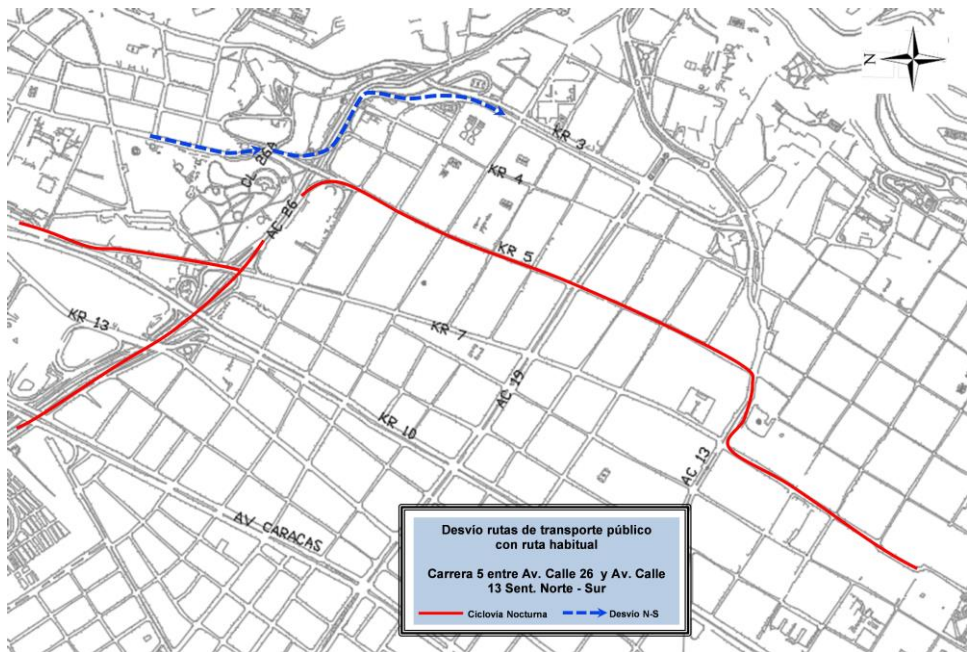 N
KR 3
CL 26A
KR 4
AC 26
KR 5
KR 13
KR 7
AC 19
KR 10
AC 13
AV CARACAS
Desvío rutas de transporte público
con ruta habitual
Carrera 5 entre Av. Calle 26 y Av. Calle
13 Sent. Norte - Sur
Ciclovia Nocturna
Desvio N-S